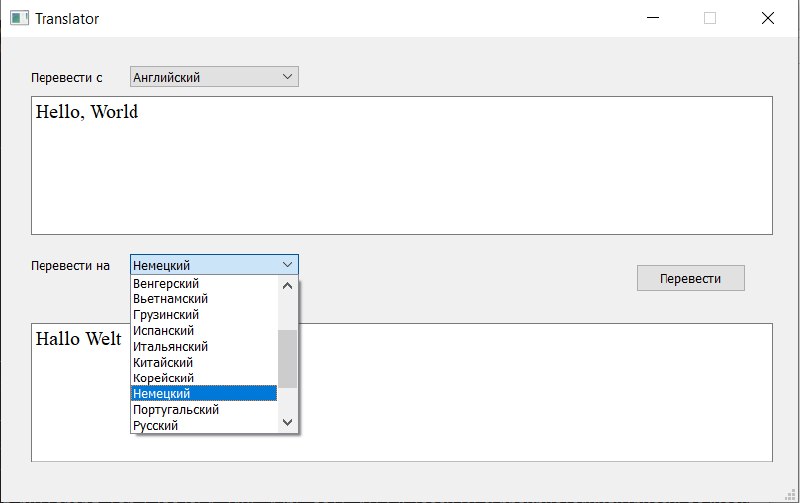 Translator
Перевести с Английский
Hello, World
Перевести на Немецкий
Перевести
Венгерский
Вьетнамский
Грузинский
Испанский
Итальянский
Китайский
Корейский
Немецкий
Португальский
Русский
Hallo Welt